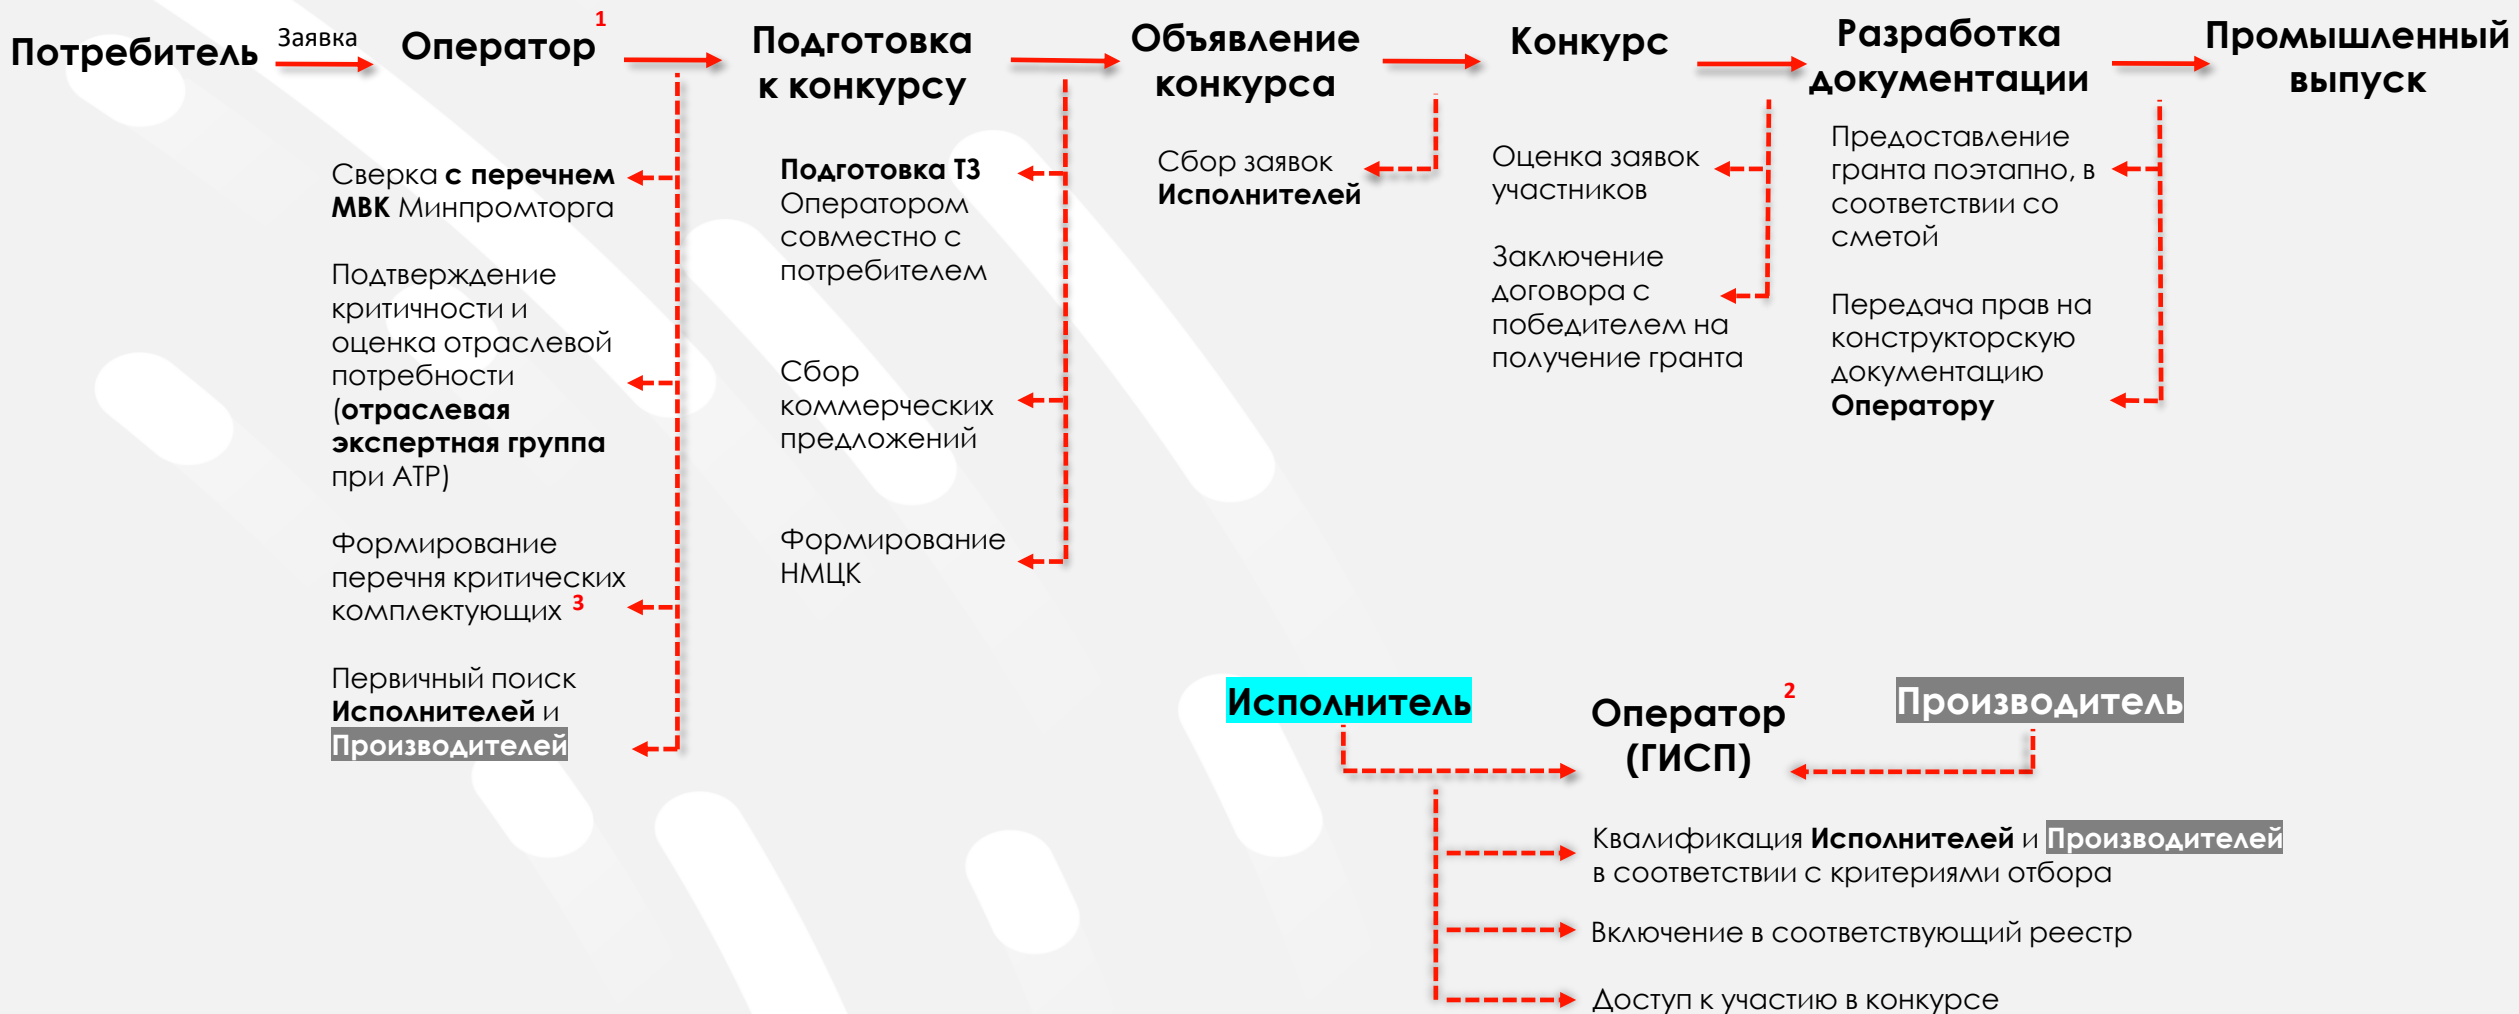 Потребитель
Заявка
Оператор 1
Подготовка
к конкурсу
Объявление
конкурса
Конкурс
Разработка
документации
Промышленный
выпуск
Сверка с перечнем
МВК Минпромторга
Подтверждение
критичности и
оценка отраслевой
потребности
(отраслевая
экспертная группа
при АТР)
Формирование
перечня критических
комплектующих 3
Первичный поиск
Исполнителей и
Производителей
Подготовка ТЗ
Оператором
совместно с
потребителем
Сбор
коммерческих
предложений
Формирование
НМЦК
Сбор заявок
Исполнителей
Оценка заявок
участников
Заключение
договора с
победителем на
получение гранта
Предоставление
гранта поэтапно, в
соответствии со
сметой
Передача прав на
конструкторскую
документацию
Оператору
Исполнитель
Оператор 2
(ГИСП)
Производитель
Квалификация Исполнителей и Производителей
в соответствии с критериями отбора
Включение в соответствующий реестр
Доступ к участию в конкурсе